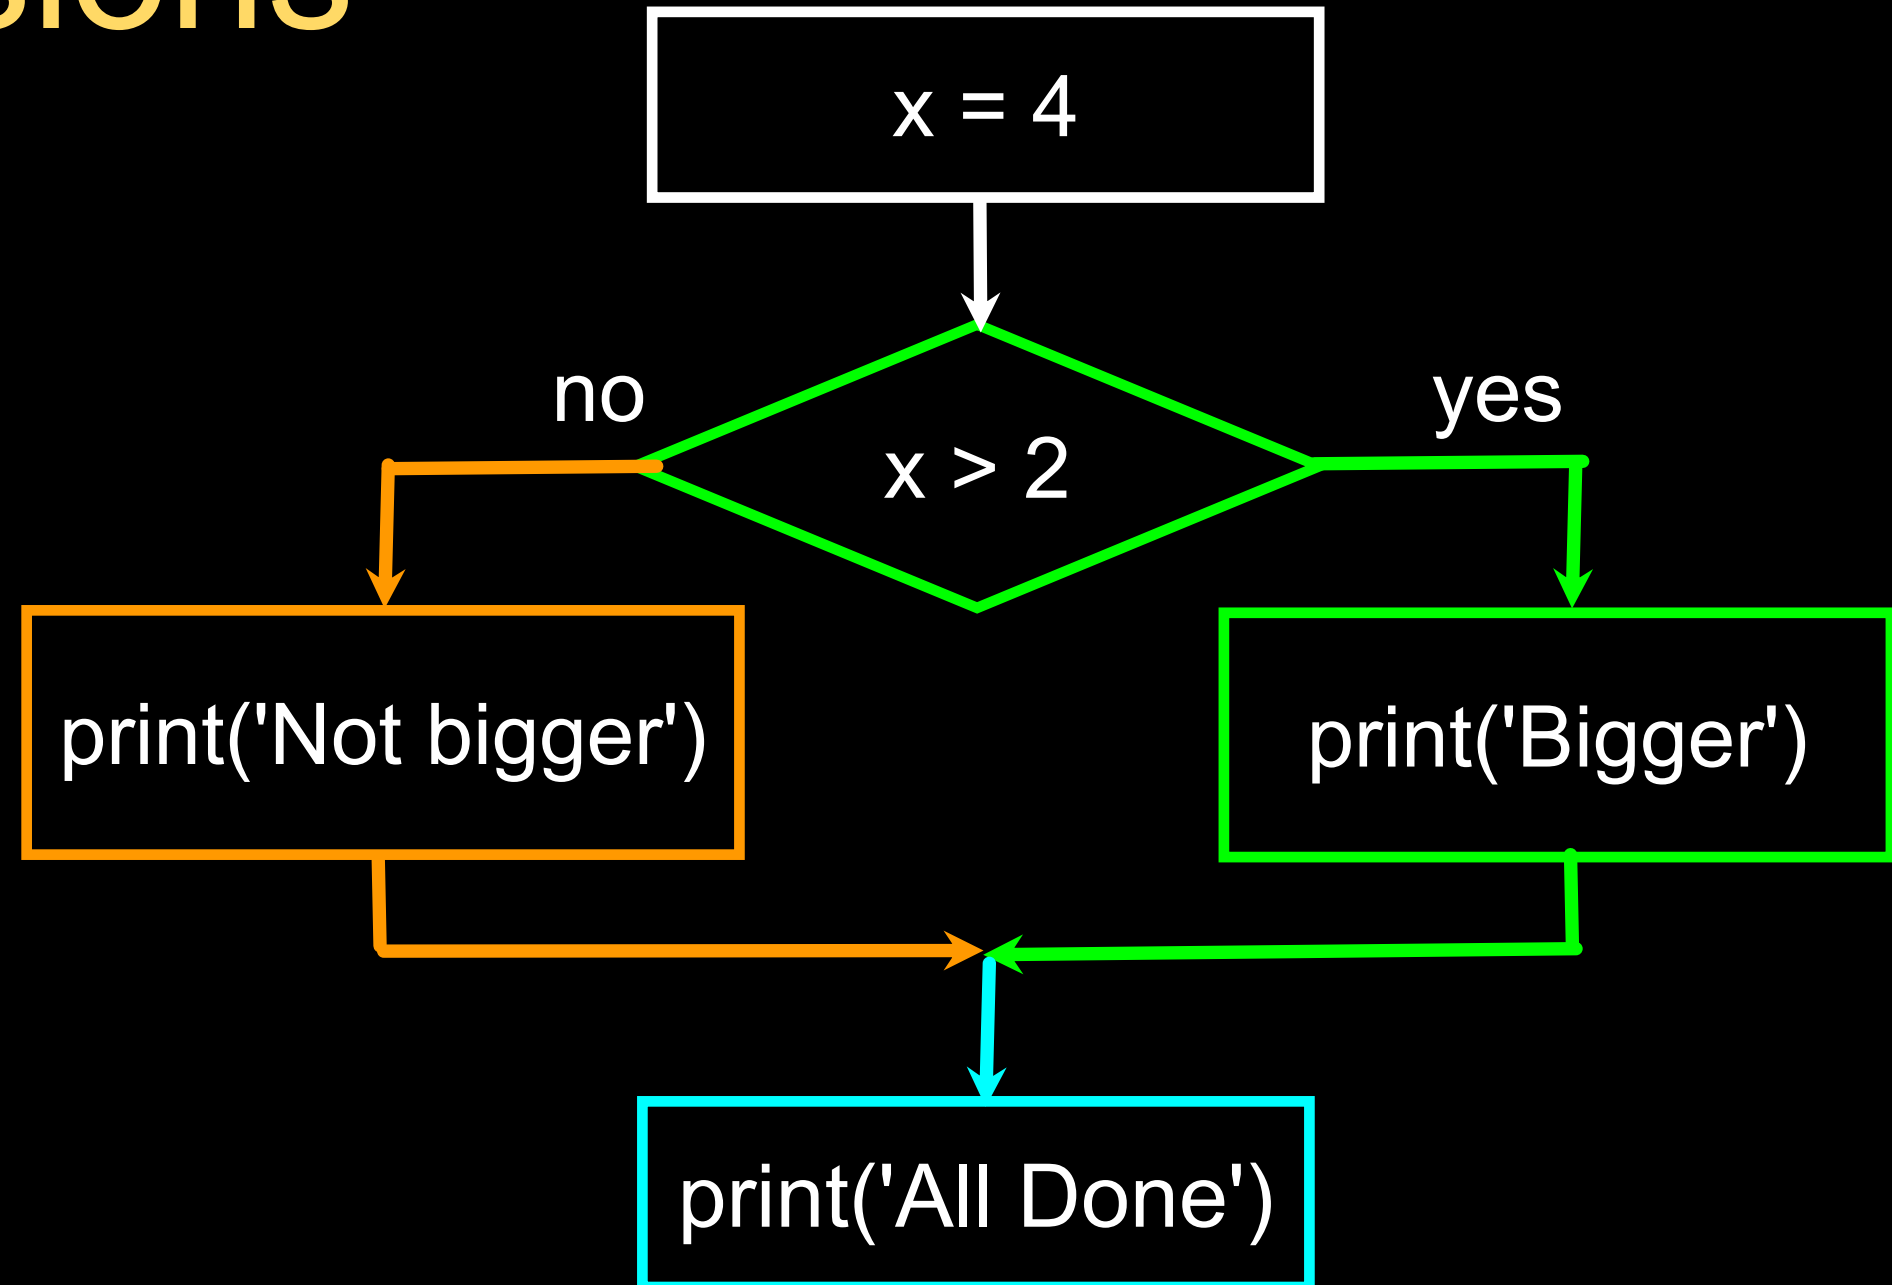 x = 4
no
yes
x > 2
print('Not bigger')
print('Bigger')
print('All Done')